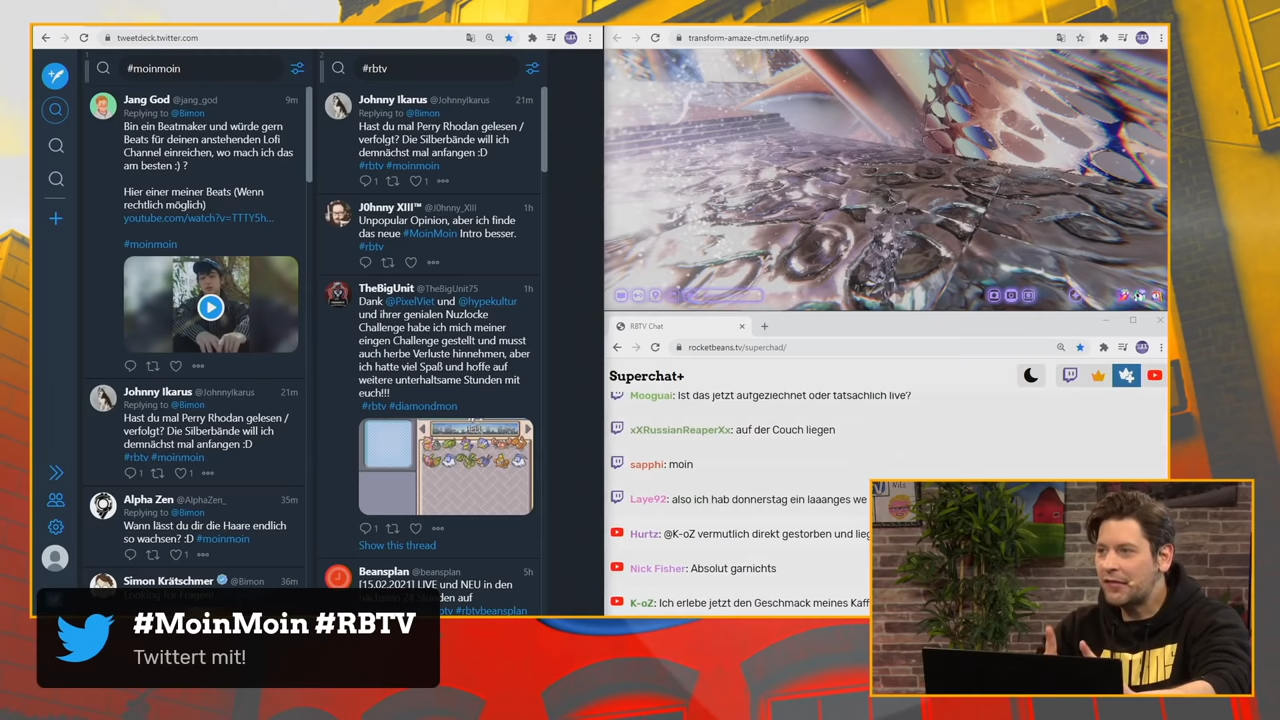 tweetdeck.twitter.com
1
#moinmoin
Jang God @jang_god 9m
Replying to @Bimon
Bin ein Beatmaker und würde gern
Beats für deinen anstehenden Lofi
Channel einreichen, wo mach ich das
am besten :) ?
Hier einer meiner Beats (Wenn
rechtlich möglich)
youtube.com/watch?v=TTTY5h...
#moinmoin
Johnny Ikarus @JohnnyIkarus 21m
Replying to @Bimon
Hast du mal Perry Rhodan gelesen /
verfolgt? Die Silberbände will ich
demnächst mal anfangen :D
#rbtv #moinmoin
1 1
Alpha Zen @AlphaZen_ 35m
Replying to @Bimon
Wann lässt du dir die Haare endlich
so wachsen? :D #moinmoin
1
Simon Krätschmer @Bimon 36m
2
#rbtv
Johnny Ikarus @JohnnyIkarus 21m
Replying to @Bimon
Hast du mal Perry Rhodan gelesen /
verfolgt? Die Silberbände will ich
demnächst mal anfangen :D
#rbtv #moinmoin
1 1
J0hnny XIII™ @J0hnny_XIII 1h
Unpopular Opinion, aber ich finde
das neue #MoinMoin Intro besser.
#rbtv
TheBigUnit @TheBigUnit75 1h
Dank @PixelViet und @hypekultur
und ihrer genialen Nuzlocke
Challenge habe ich mich meiner
eingen Challenge gestellt und musst
auch herbe Verluste hinnehmen, aber
ich hatte viel Spaß und hoffe auf
weitere unterhaltsame Stunden mit
euch!!!
#rbtv #diamondmon
1
Show this thread
Beansplan @beansplan 5h
[15.02.2021] LIVE und NEU in den
#rbtvbeansplan
transform-amaze-ctm.netlify.app
RBTV Chat
rocketbeans.tv/superchad/
Superchat+
Mooguai: Ist das jetzt aufgezeichnet oder tatsächlich live?
xXRussianReaperXx: auf der Couch liegen
sapphi: moin
Laye92: also ich hab donnerstag ein laaanges we
Hurtz: @K-oZ vermutlich direkt gestorben und lieg
Nick Fisher: Absolut garnichts
K-oZ: Ich erlebe jetzt den Geschmack meines Kaff
Nils
#MoinMoin #RBTV
Twittert mit!